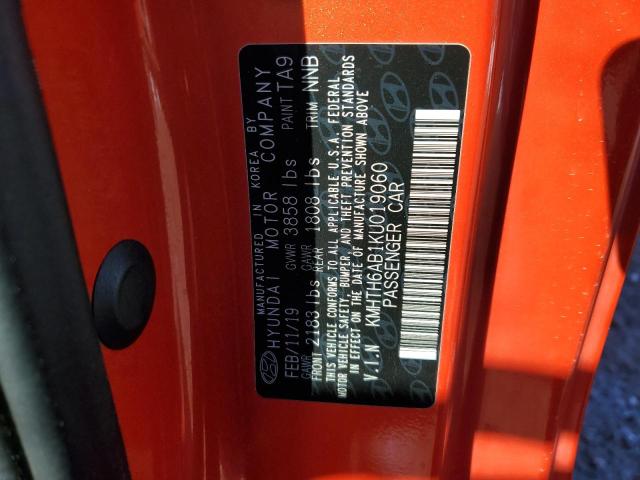 MANUFACTURED IN KOREA BY
HYUNDAI MOTOR COMPANY
FEB/11/19 GVWR 3858 lbs PAINT TA9
GAWR FRONT 2183 lbs GAWR REAR 1808 lbs TRIM NNB
THIS VEHICLE CONFORMS TO ALL APPLICABLE U.S.A. FEDERAL
MOTOR VEHICLE SAFETY, BUMPER, AND THEFT PREVENTION STANDARDS
IN EFFECT ON THE DATE OF MANUFACTURE SHOWN ABOVE
V.I.N KMHTH6AB1KU019060
PASSENGER CAR